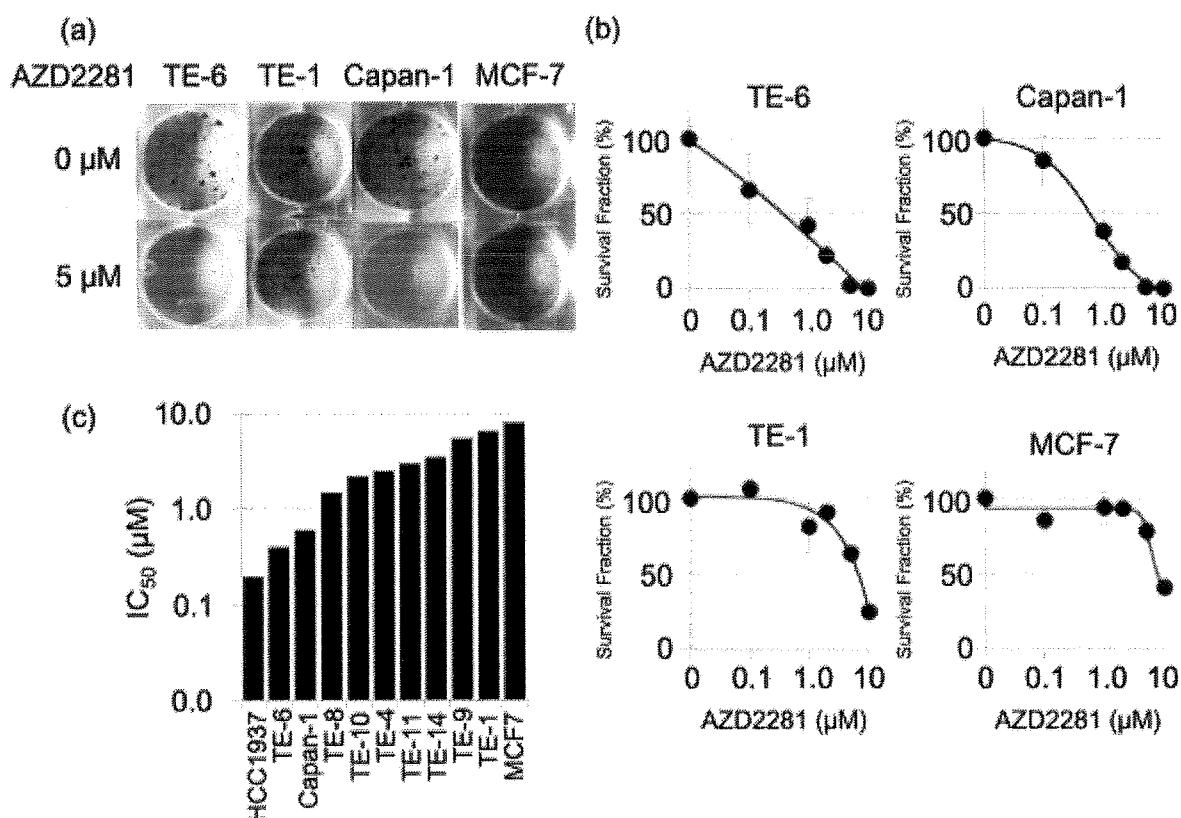 (a)
AZD2281 TE-6 TE-1 Capan-1 MCF-7
0 µM
5 µM
(b)
TE-6
Survival Fraction (%)
100
50
0
0 0.1 1.0 10
AZD2281 (µM)
Capan-1
Survival Fraction (%)
100
50
0
0 0.1 1.0 10
AZD2281 (µM)
(c)
IC50 (µM)
10.0
1.0
0.1
0.0
HCC1937
TE-6
Capan-1
TE-8
TE-10
TE-4
TE-11
TE-14
TE-9
TE-1
MCF7
TE-1
Survival Fraction (%)
100
50
0
0 0.1 1.0 10
AZD2281 (µM)
MCF-7
Survival Fraction (%)
100
50
0
0 0.1 1.0 10
AZD2281 (µM)